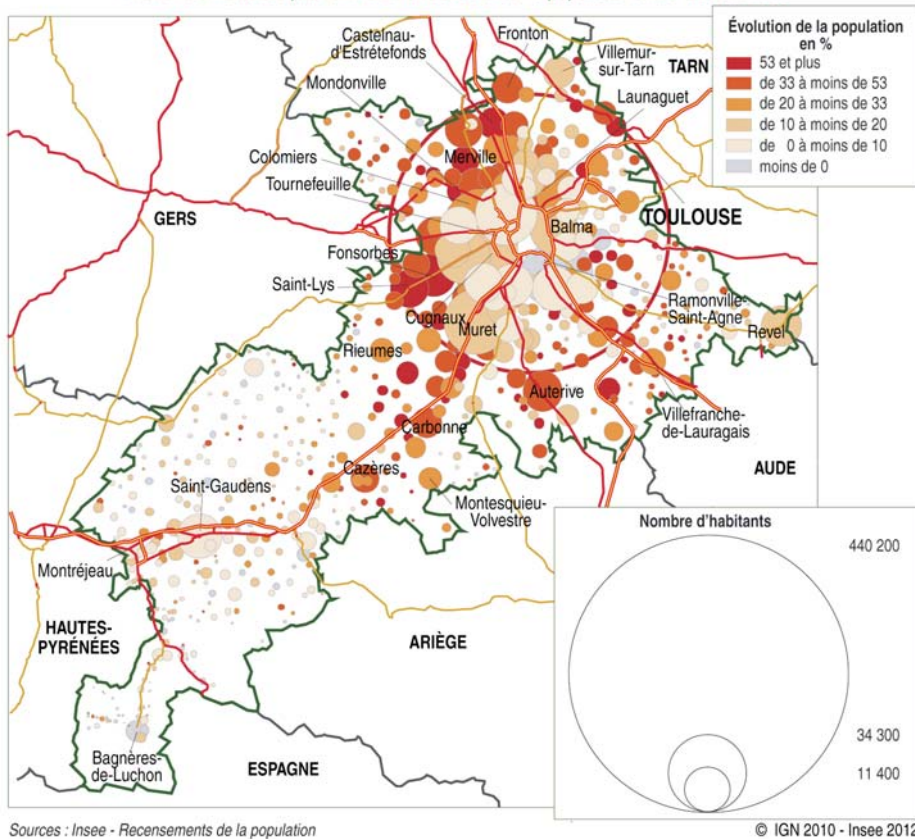 Évolution de la population
en %
53 et plus
de 33 à moins de 53
de 20 à moins de 33
de 10 à moins de 20
de 0 à moins de 10
moins de 0
Castelnau-
d'Estrétefonds
Fronton
Villemur-
sur-Tarn
TARN
Mondonville
Launaguet
Colomiers
Merville
Tournefeuille
GERS
TOULOUSE
Balma
Fonsorbes
Saint-Lys
Ramonville-
Saint-Agne
Cugnaux
Muret
Revel
Rieumes
Auterive
Villefranche-
de-Lauragais
Carbonne
AUDE
Cazères
Saint-Gaudens
Montesquieu-
Volvestre
Montréjeau
HAUTES-
PYRÉNÉES
ARIÈGE
Bagnères-
de-Luchon
ESPAGNE
Nombre d'habitants
440 200
34 300
11 400
Sources : Insee - Recensements de la population
© IGN 2010 - Insee 2012